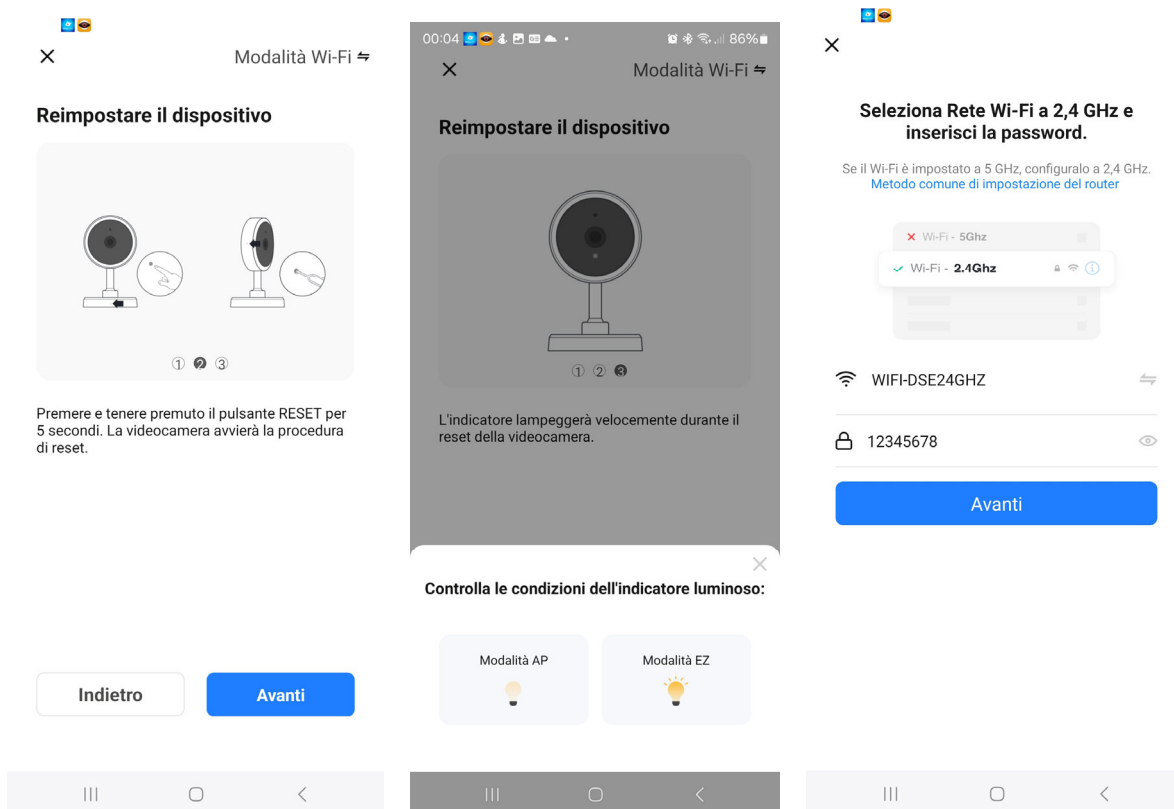 Modalità Wi-Fi
Reimpostare il dispositivo
1 2 3
Premere e tenere premuto il pulsante RESET per
5 secondi. La videocamera avvierà la procedura
di reset.
Indietro
Avanti
00:04
86%
Modalità Wi-Fi
Reimpostare il dispositivo
1 2 3
L'indicatore lampeggerà velocemente durante il
reset della videocamera.
Controlla le condizioni dell'indicatore luminoso:
Modalità AP
Modalità EZ
Seleziona Rete Wi-Fi a 2,4 GHz e
inserisci la password.
Se il Wi-Fi è impostato a 5 GHz, configuralo a 2,4 GHz.
Metodo comune di impostazione del router
Wi-Fi - 5Ghz
Wi-Fi - 2.4Ghz
WIFI-DSE24GHZ
12345678
Avanti